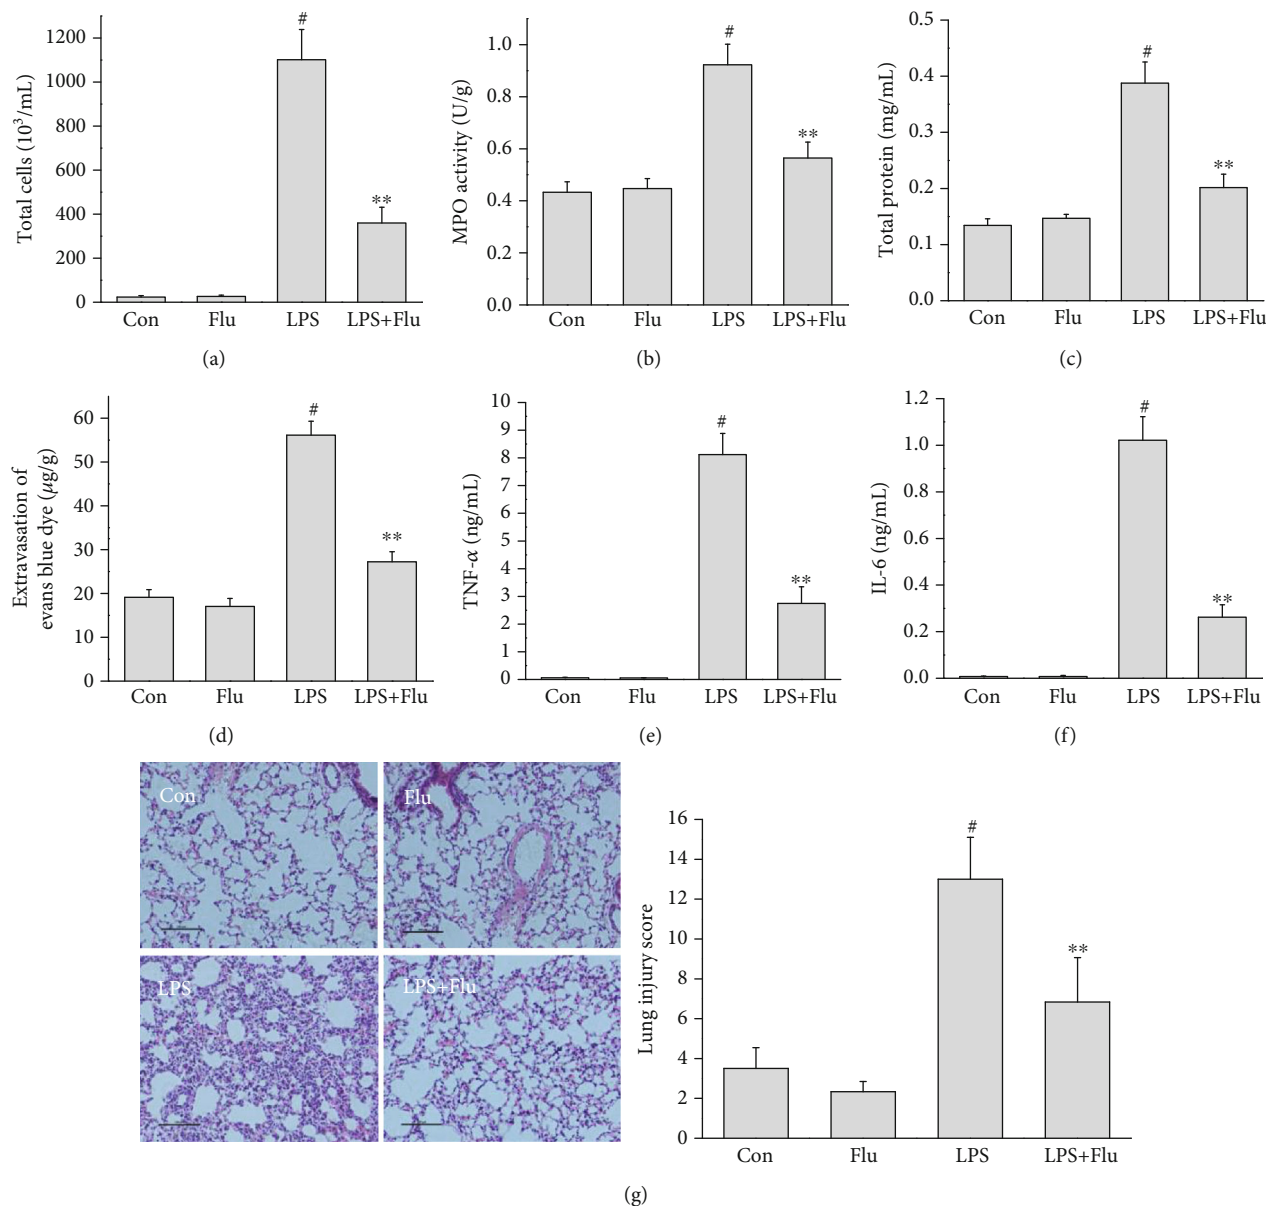 1200
1000
800
600
400
200
0
Total cells (10³/mL)
#
**
Con Flu LPS LPS+Flu
(a)
1.0
0.8
0.6
0.4
0.2
0.0
MPO activity (U/g)
#
**
Con Flu LPS LPS+Flu
(b)
0.5
0.4
0.3
0.2
0.1
0.0
Total protein (mg/mL)
#
**
Con Flu LPS LPS+Flu
(c)
60
50
40
30
20
10
0
Extravasation of
evans blue dye (μg/g)
#
**
Con Flu LPS LPS+Flu
(d)
10
9
8
7
6
5
4
3
2
1
0
TNF-α (ng/mL)
#
**
Con Flu LPS LPS+Flu
(e)
1.2
1.0
0.8
0.6
0.4
0.2
0.0
IL-6 (ng/mL)
#
**
Con Flu LPS LPS+Flu
(f)
Con
Flu
LPS
LPS+Flu
16
14
12
10
8
6
4
2
0
Lung injury score
#
**
Con Flu LPS LPS+Flu
(g)